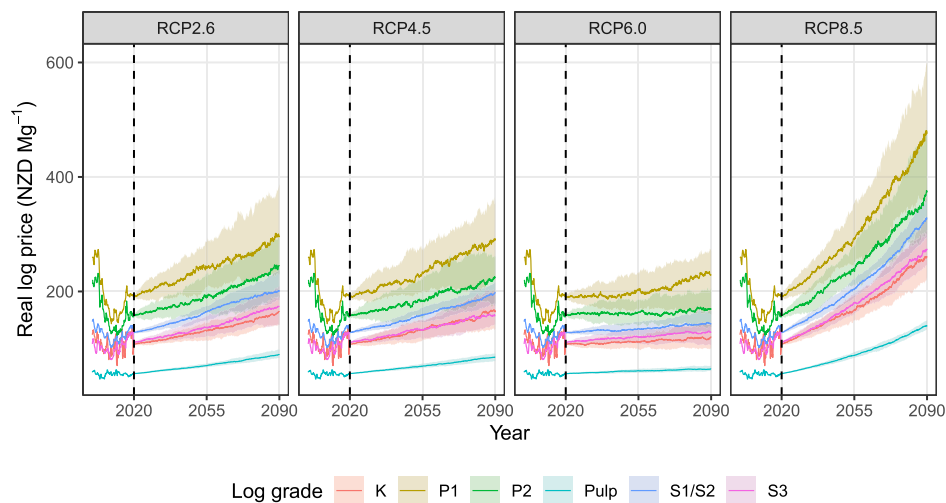 RCP2.6 RCP4.5 RCP6.0 RCP8.5
Real log price (NZD Mg⁻¹)
600
400
200
2020 2055 2090 2020 2055 2090 2020 2055 2090 2020 2055 2090
Year
Log grade K P1 P2 Pulp S1/S2 S3